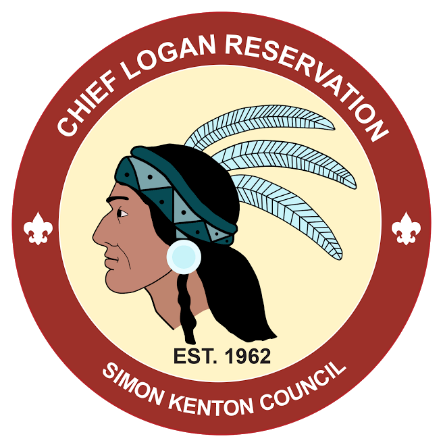 CHIEF LOGAN RESERVATION
EST. 1962
SIMON KENTON COUNCIL